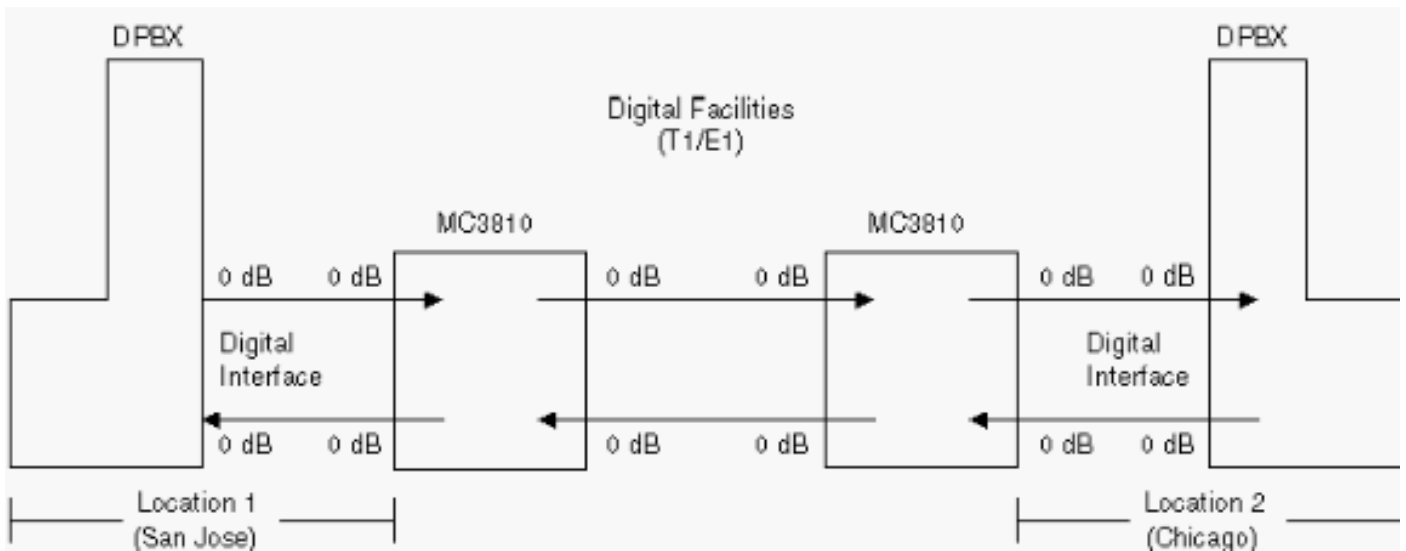 DPBX
DPBX
Digital Facilities
(T1/E1)
MC3810
MC3810
0 dB 0 dB 0 dB 0 dB 0 dB 0 dB
Digital
Interface
Digital
Interface
0 dB 0 dB 0 dB 0 dB 0 dB 0 dB
Location 1
(San Jose)
Location 2
(Chicago)